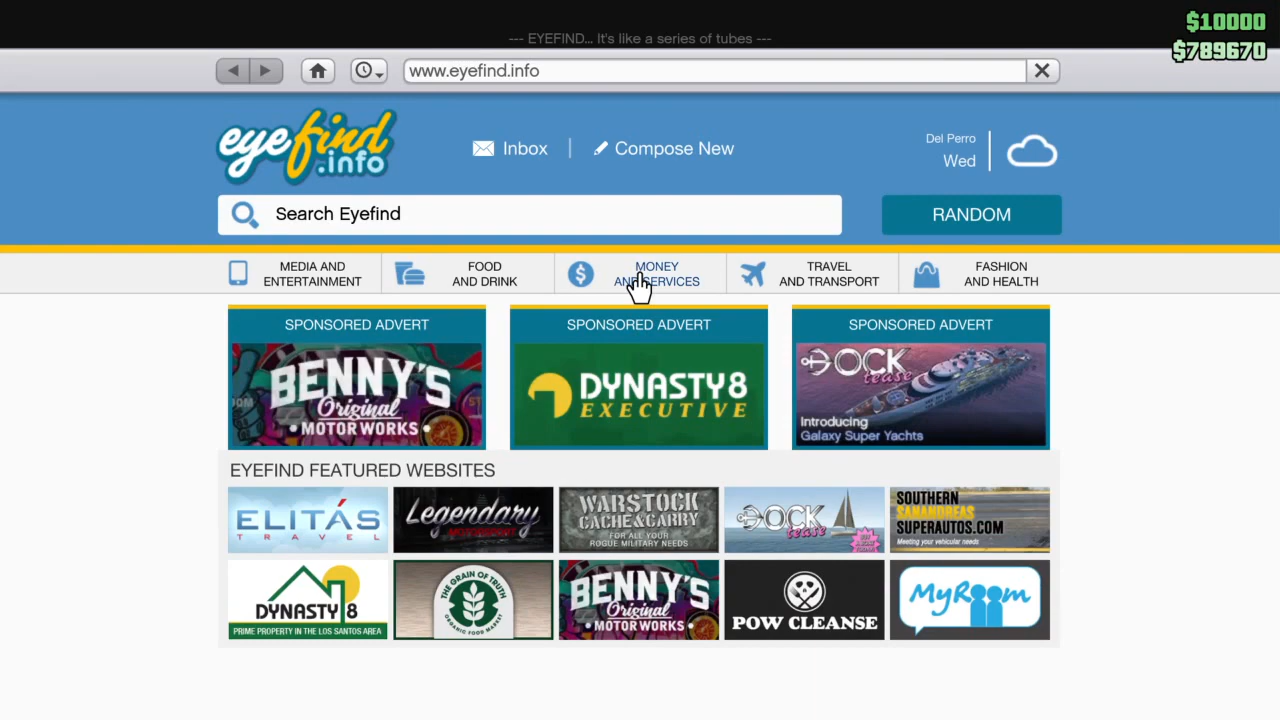 --- EYEFIND... It's like a series of tubes ---
$10000
$789670
www.eyefind.info
eyefind
.info
Inbox
Compose New
Del Perro
Wed
Search Eyefind
RANDOM
MEDIA AND
ENTERTAINMENT
FOOD
AND DRINK
MONEY
AND SERVICES
TRAVEL
AND TRANSPORT
FASHION
AND HEALTH
SPONSORED ADVERT
BENNY'S
Original
• MOTOR WORKS •
SPONSORED ADVERT
DYNASTY 8
EXECUTIVE
SPONSORED ADVERT
DOCK
tease
Introducing
Galaxy Super Yachts
EYEFIND FEATURED WEBSITES
ELITÁS
TRAVEL
Legendary
MOTORSPORT
WARSTOCK
CACHE & CARRY
FOR ALL YOUR
ROGUE MILITARY NEEDS
DOCK
tease
SOUTHERN
SANANDREAS
SUPERAUTOS.COM
Meeting your vehicular needs
DYNASTY 8
PRIME PROPERTY IN THE LOS SANTOS AREA
THE GRAIN OF TRUTH
ORGANIC FOOD MARKET
BENNY'S
Original
• MOTOR WORKS •
POW CLEANSE
MyRoom